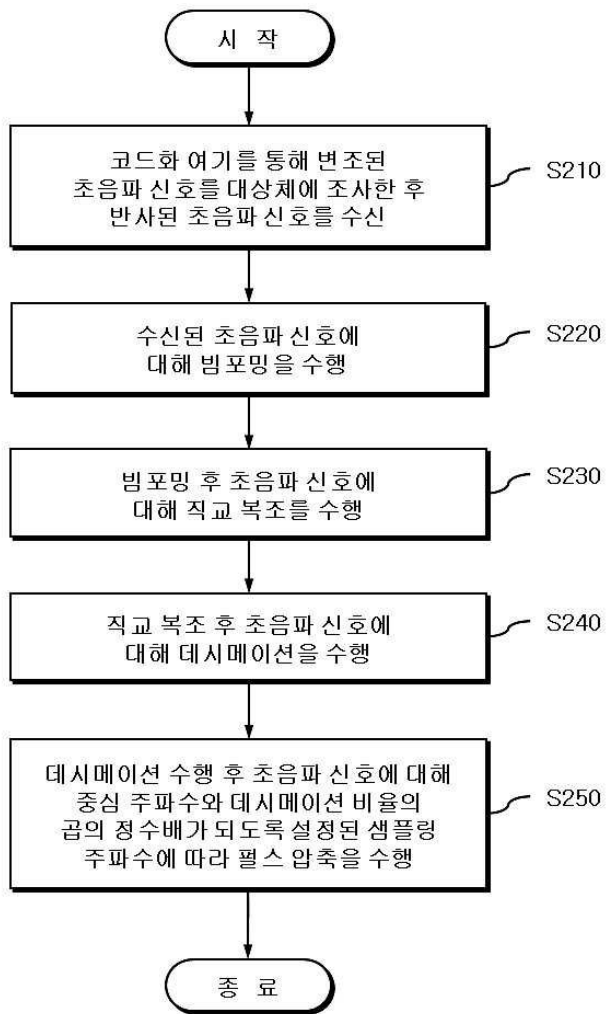 시 작
코드화 여기를 통해 변조된
초음파 신호를 대상체에 조사한 후
반사된 초음파 신호를 수신
S210
수신된 초음파 신호에
대해 빔포밍을 수행
S220
빔포밍 후 초음파 신호에
대해 직교 복조를 수행
S230
직교 복조 후 초음파 신호에
대해 데시메이션을 수행
S240
데시메이션 수행 후 초음파 신호에 대해
중심 주파수와 데시메이션 비율의
곱의 정수배가 되도록 설정된 샘플링
주파수에 따라 펄스 압축을 수행
S250
종 료